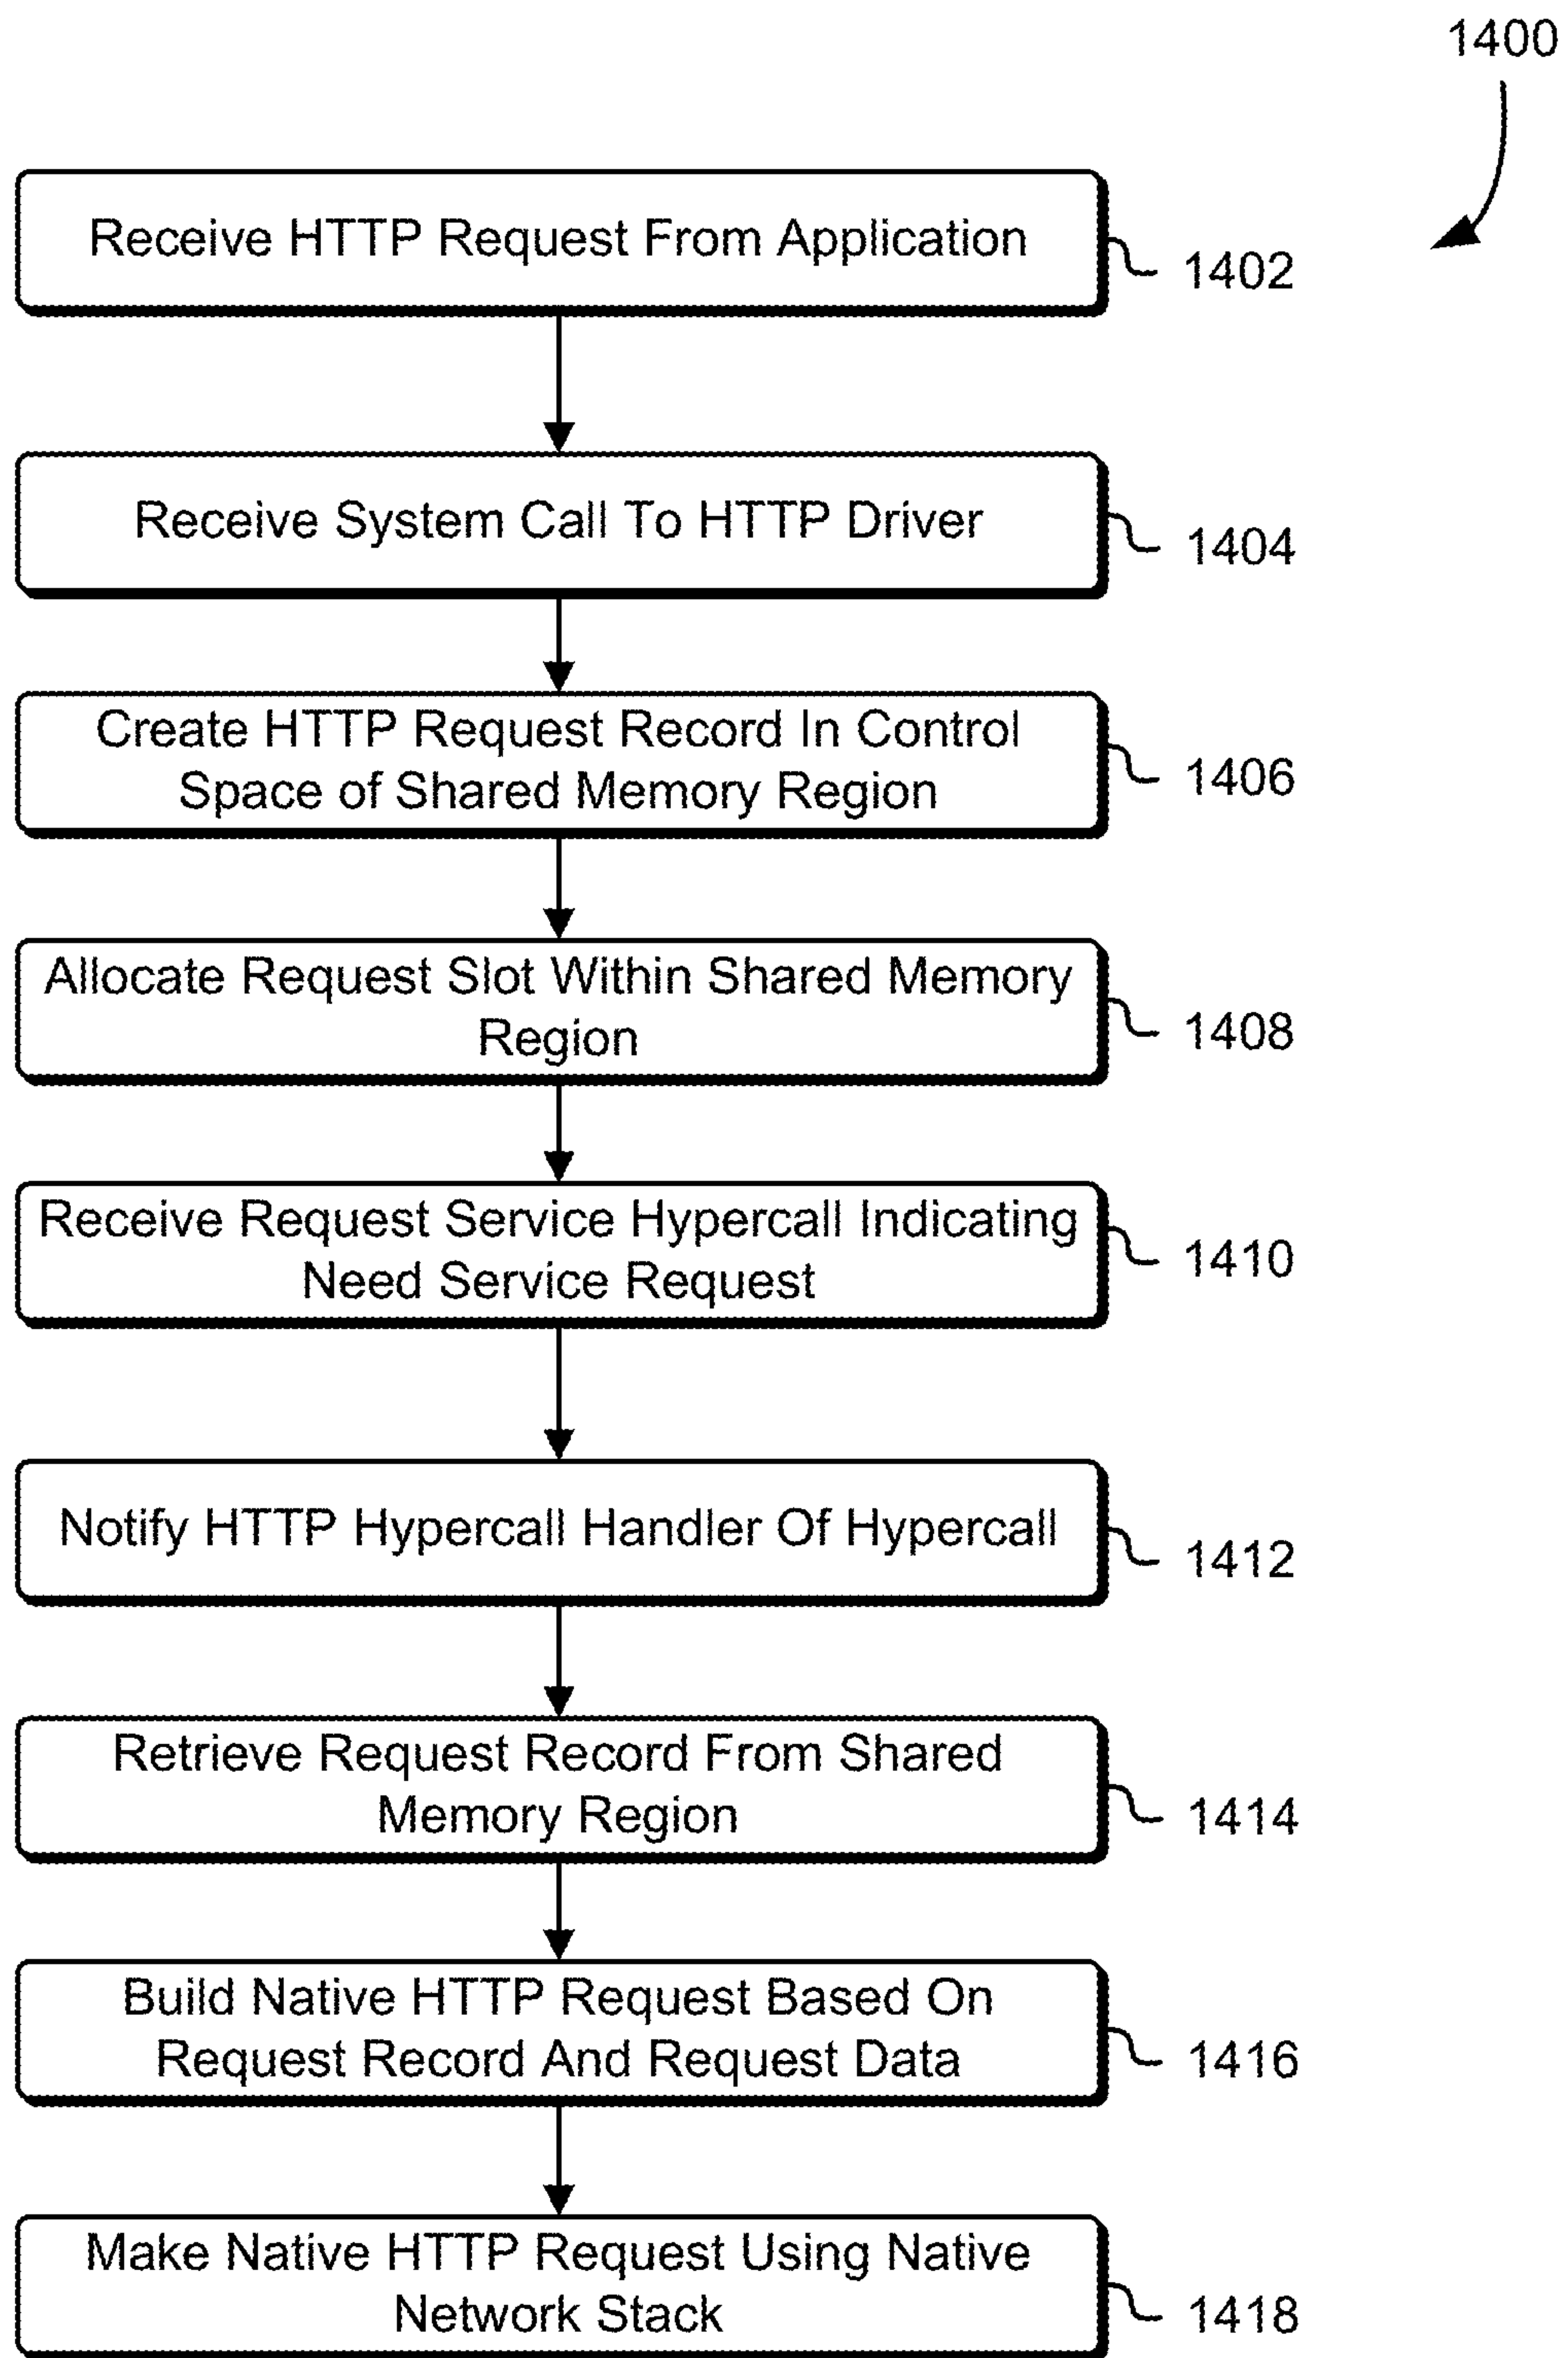 1400
Receive HTTP Request From Application
1402
Receive System Call To HTTP Driver
1404
Create HTTP Request Record In Control
Space of Shared Memory Region
1406
Allocate Request Slot Within Shared Memory
Region
1408
Receive Request Service Hypercall Indicating
Need Service Request
1410
Notify HTTP Hypercall Handler Of Hypercall
1412
Retrieve Request Record From Shared
Memory Region
1414
Build Native HTTP Request Based On
Request Record And Request Data
1416
Make Native HTTP Request Using Native
Network Stack
1418